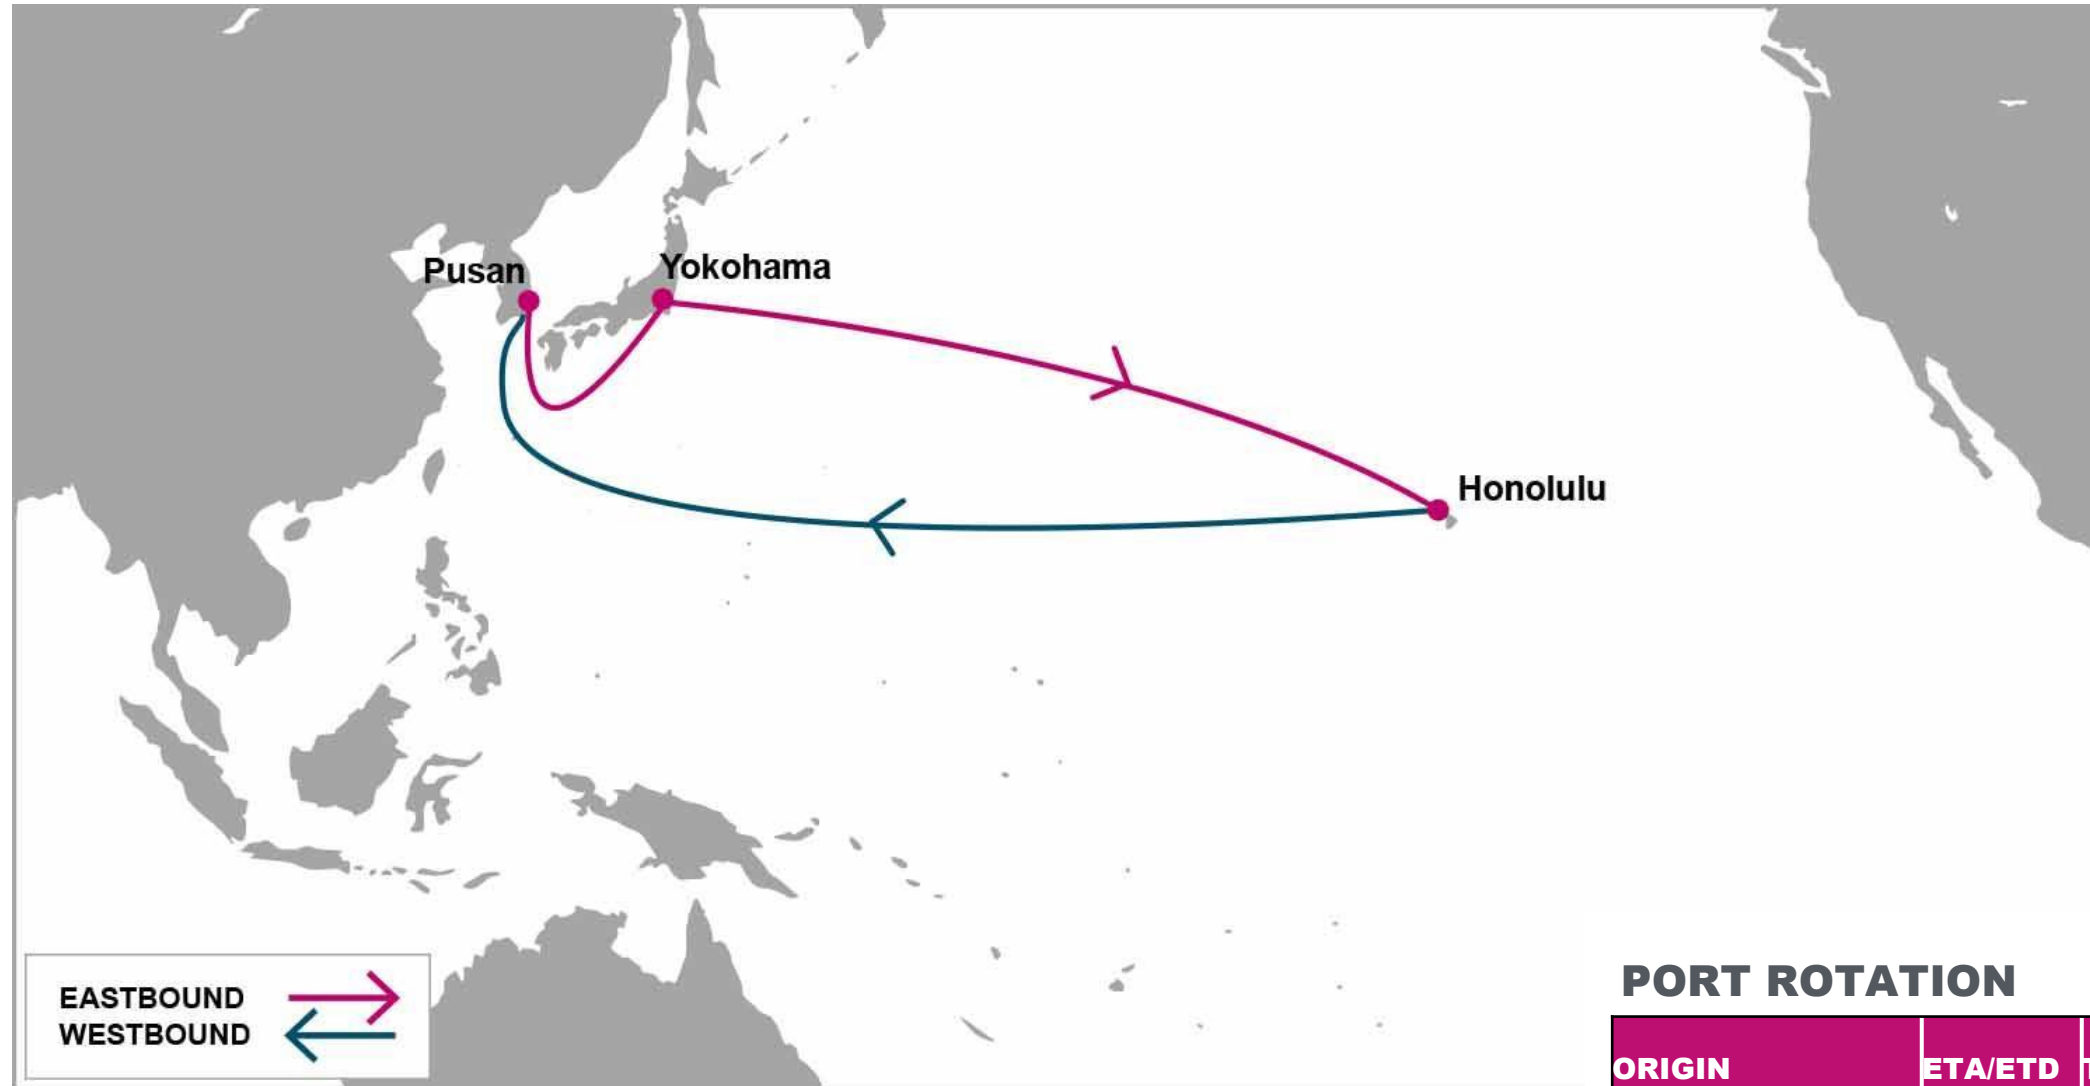 Pusan
Yokohama
Honolulu
EASTBOUND
WESTBOUND
PORT ROTATION
ORIGIN ETA/ETD